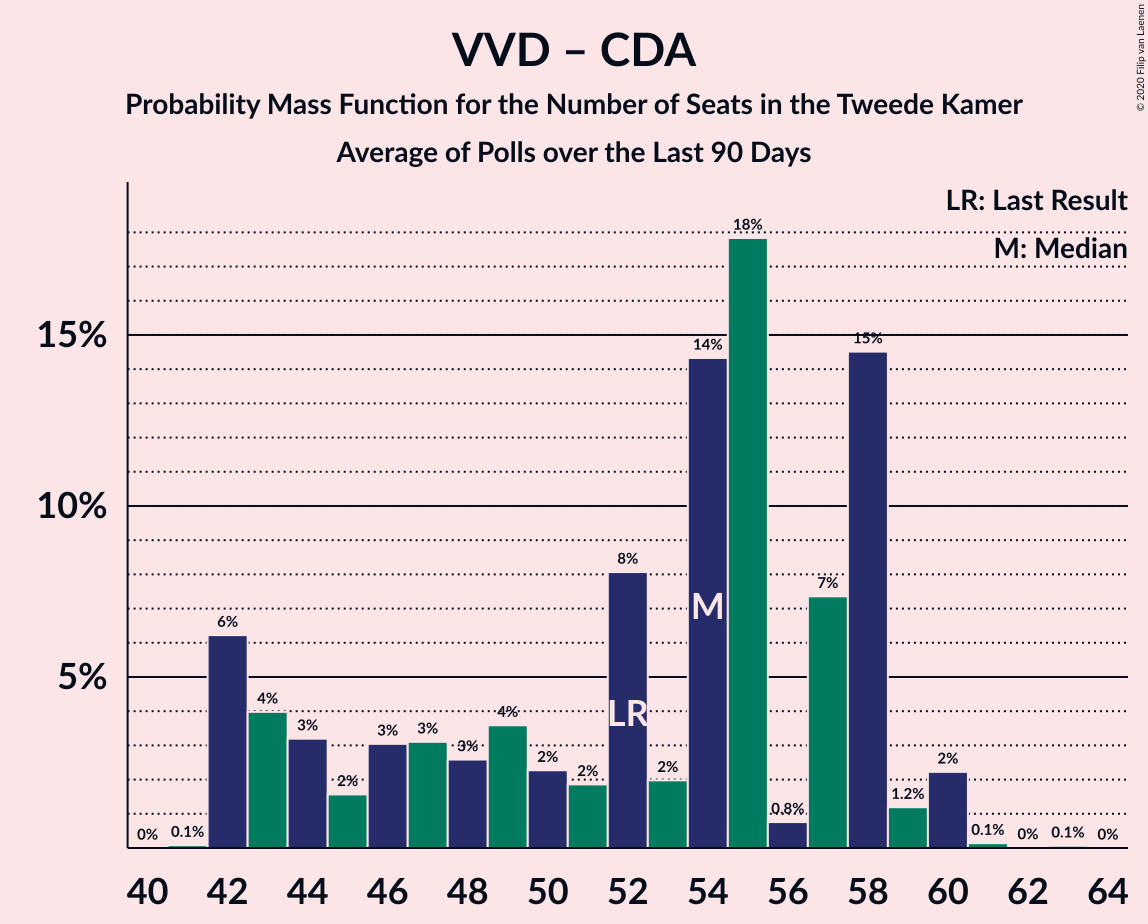 VVD – CDA
Probability Mass Function for the Number of Seats in the Tweede Kamer
Average of Polls over the Last 90 Days
© 2020 Filip van Laenen
LR: Last Result
M: Median
15%
10%
5%
0% 0.1% 6% 4% 3% 2% 3% 3% 3% 4% 2% 2% 8% 2% 14% 18% 0.8% 7% 15% 1.2% 2% 0.1% 0% 0.1% 0%
M
LR
40 42 44 46 48 50 52 54 56 58 60 62 64